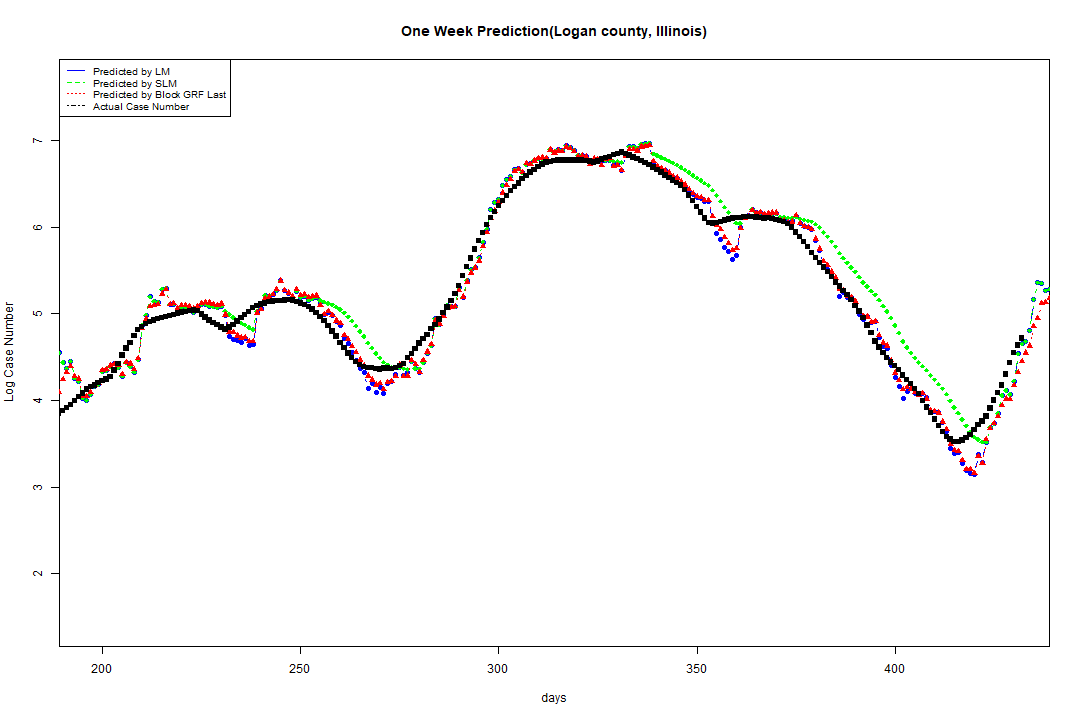 One Week Prediction(Logan county, Illinois)
Predicted by LM
Predicted by SLM
Predicted by Block GRF Last
Actual Case Number
7
6
5
4
3
2
Log Case Number
200 250 300 350 400
days